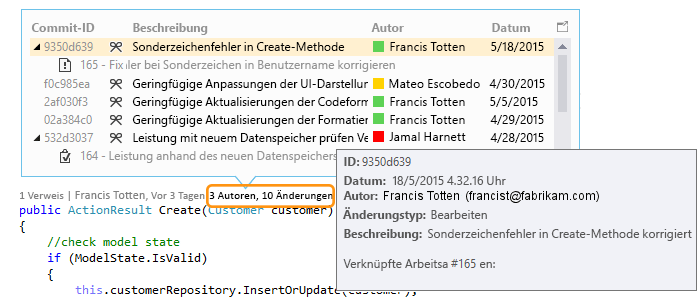 Commit-ID Beschreibung Autor Datum
9350d639 Sonderzeichenfehler in Create-Methode Francis Totten 5/18/2015
165 - Fix aler bei Sonderzeichen in Benutzername korrigieren
f0c985ea Geringfügige Anpassungen der UI-Darstellun Mateo Escobedo 4/30/2015
2af030f3 Geringfügige Aktualisierungen der Codeform Francis Totten 5/5/2015
02a384c0 Geringfügige Aktualisierungen der Formatier Francis Totten 4/29/2015
532d3037 Leistung mit neuem Datenspeicher prüfen Ve Jamal Harnett 4/28/2015
164 - Leistung anhand des neuen Datenspeichers
ID: 9350d639
Datum: 18/5/2015 4.32.16 Uhr
Autor: Francis Totten (francist@fabrikam.com)
Änderungstyp: Bearbeiten
Beschreibung: Sonderzeichenfehler in Create-Methode korrigiert
Verknüpfte Arbeitsa #165 en:
1 Verweis | Francis Totten, Vor 3 Tagen | 3 Autoren, 10 Änderungen
public ActionResult Create(Customer customer)
{
//check model state
if (ModelState.IsValid)
{
this.customerRepository.InsertOrUpdate(customer);